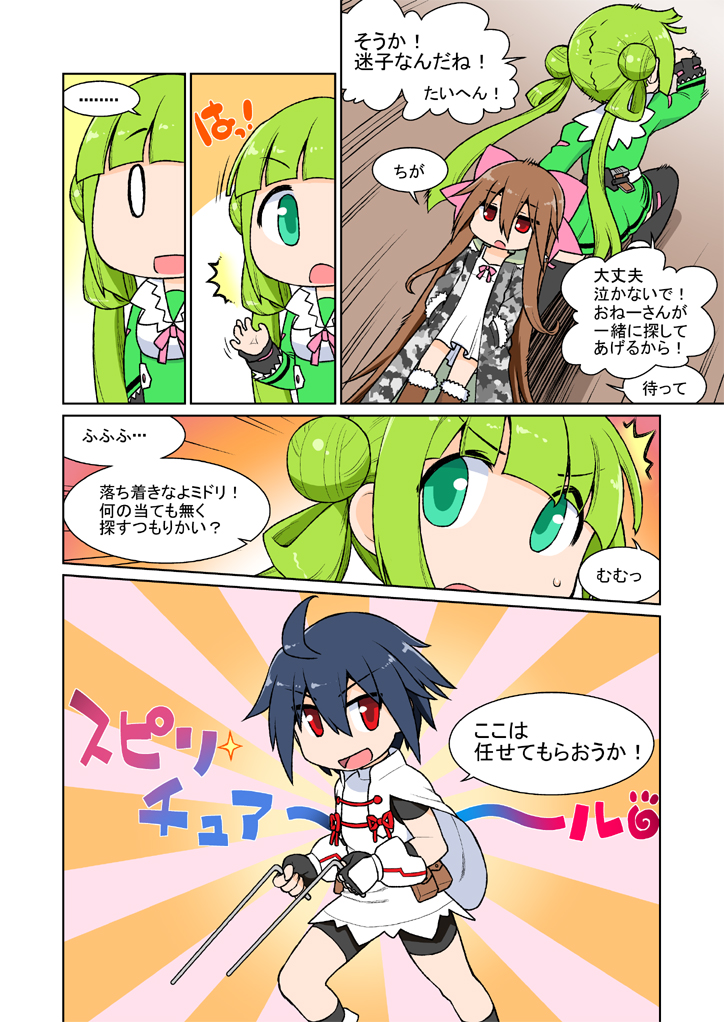 ………
はっ!
そうか!
迷子なんだね!
たいへん!
ちが
大丈夫
泣かないで!
おねーさんが
一緒に探して
あげるから!
待って
ふふふ…
落ち着きなよミドリ!
何の当ても無く
探すつもりかい?
むむっ
スピリ
チュア〜〜ル
ここは
任せてもらおうか!